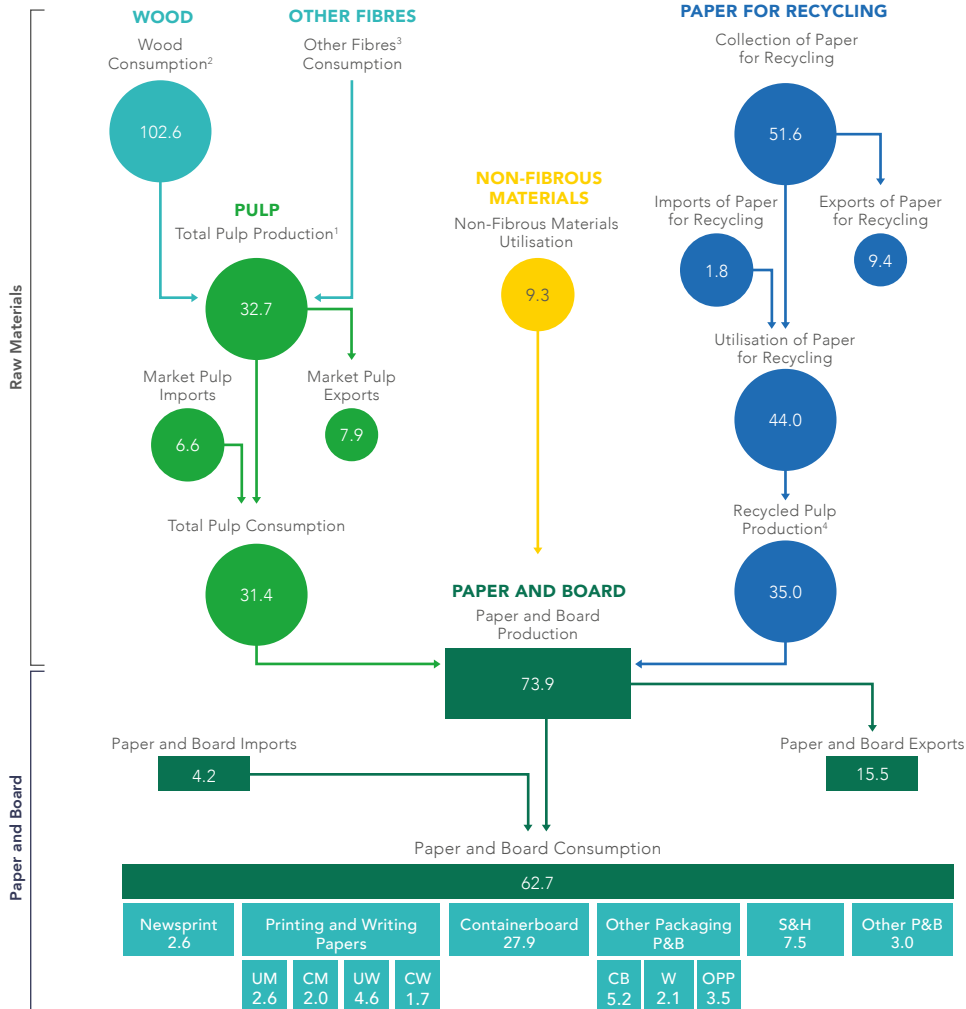 WOOD
OTHER FIBRES
PAPER FOR RECYCLING
Wood
Consumption2
Other Fibres3
Consumption
Collection of Paper
for Recycling
102.6
51.6
NON-FIBROUS
MATERIALS
Non-Fibrous Materials
Utilisation
9.3
PULP
Total Pulp Production1
32.7
Imports of Paper
for Recycling
1.8
Exports of Paper
for Recycling
9.4
Utilisation of Paper
for Recycling
44.0
Market Pulp
Imports
6.6
Market Pulp
Exports
7.9
Recycled Pulp
Production4
35.0
Total Pulp Consumption
31.4
PAPER AND BOARD
Paper and Board
Production
73.9
Paper and Board Imports
4.2
Paper and Board Exports
15.5
Paper and Board Consumption
62.7
Newsprint
2.6
Printing and Writing
Papers
Containerboard
27.9
Other Packaging
P&B
S&H
7.5
Other P&B
3.0
UM
2.6
CM
2.0
UW
4.6
CW
1.7
CB
5.2
W
2.1
OPP
3.5
Raw Materials
Paper and Board